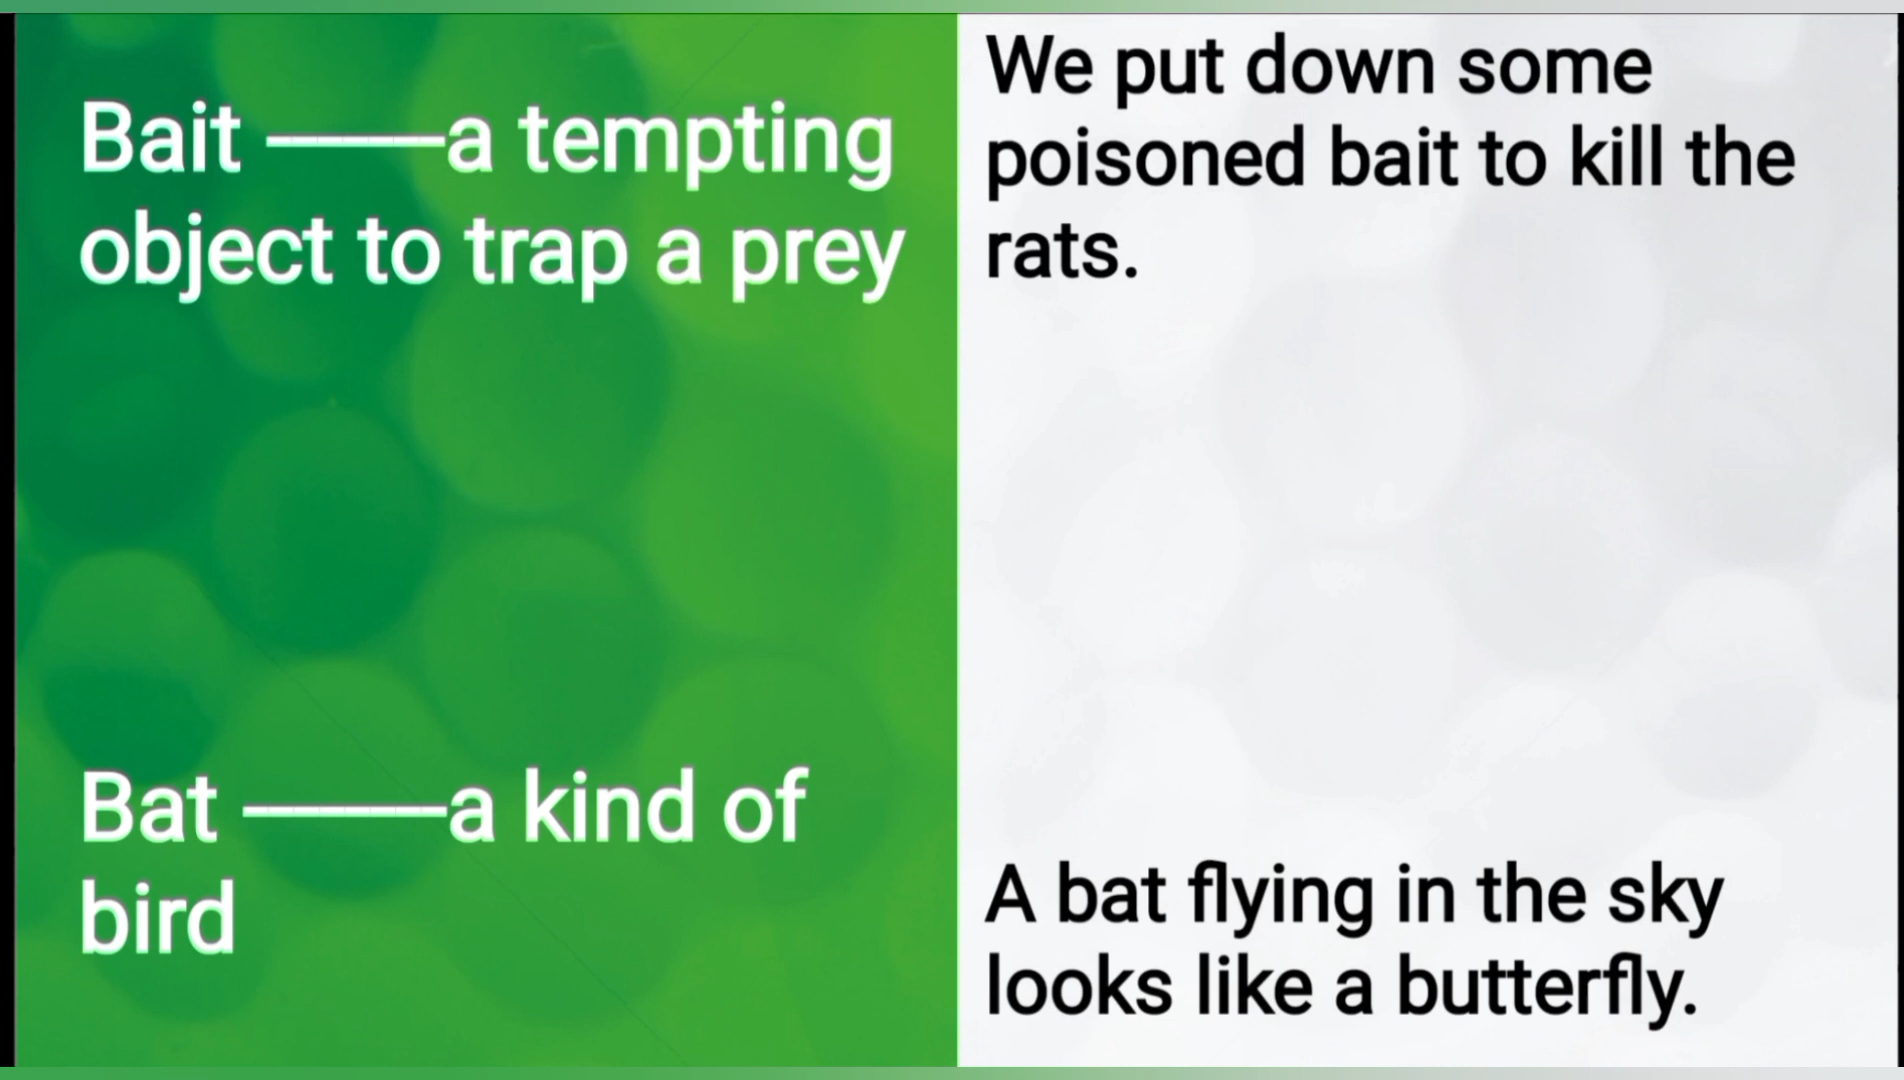 Bait ———a tempting
object to trap a prey
We put down some
poisoned bait to kill the
rats.
Bat ———a kind of
bird
A bat flying in the sky
looks like a butterfly.